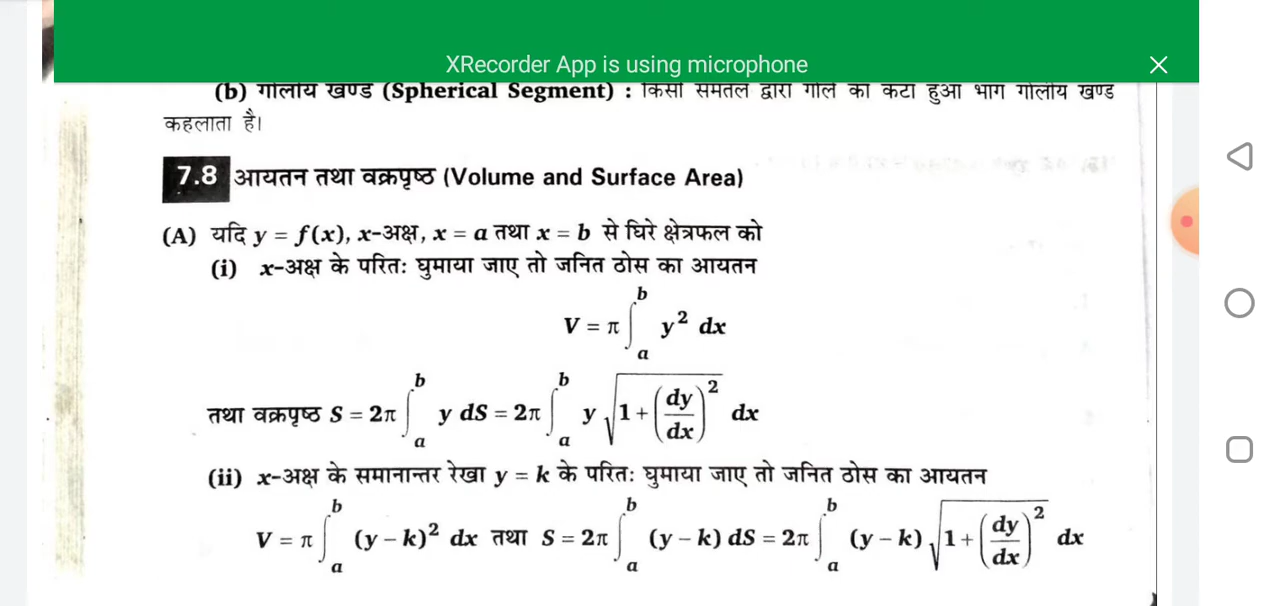 XRecorder App is using microphone
(b) गोलीय खण्ड (Spherical Segment) : किसी समतल द्वारा गोले का कटा हुआ भाग गोलीय खण्ड
कहलाता है।
7.8 आयतन तथा वक्रपृष्ठ (Volume and Surface Area)
(A) यदि y = f(x), x-अक्ष, x = a तथा x = b से घिरे क्षेत्रफल को
(i) x-अक्ष के परितः घुमाया जाए तो जनित ठोस का आयतन
V = π ∫_a^b y² dx
तथा वक्रपृष्ठ S = 2π ∫_a^b y dS = 2π ∫_a^b y √(1 + (dy/dx)²) dx
(ii) x-अक्ष के समानान्तर रेखा y = k के परितः घुमाया जाए तो जनित ठोस का आयतन
V = π ∫_a^b (y – k)² dx तथा S = 2π ∫_a^b (y – k) dS = 2π ∫_a^b (y – k) √(1 + (dy/dx)²) dx